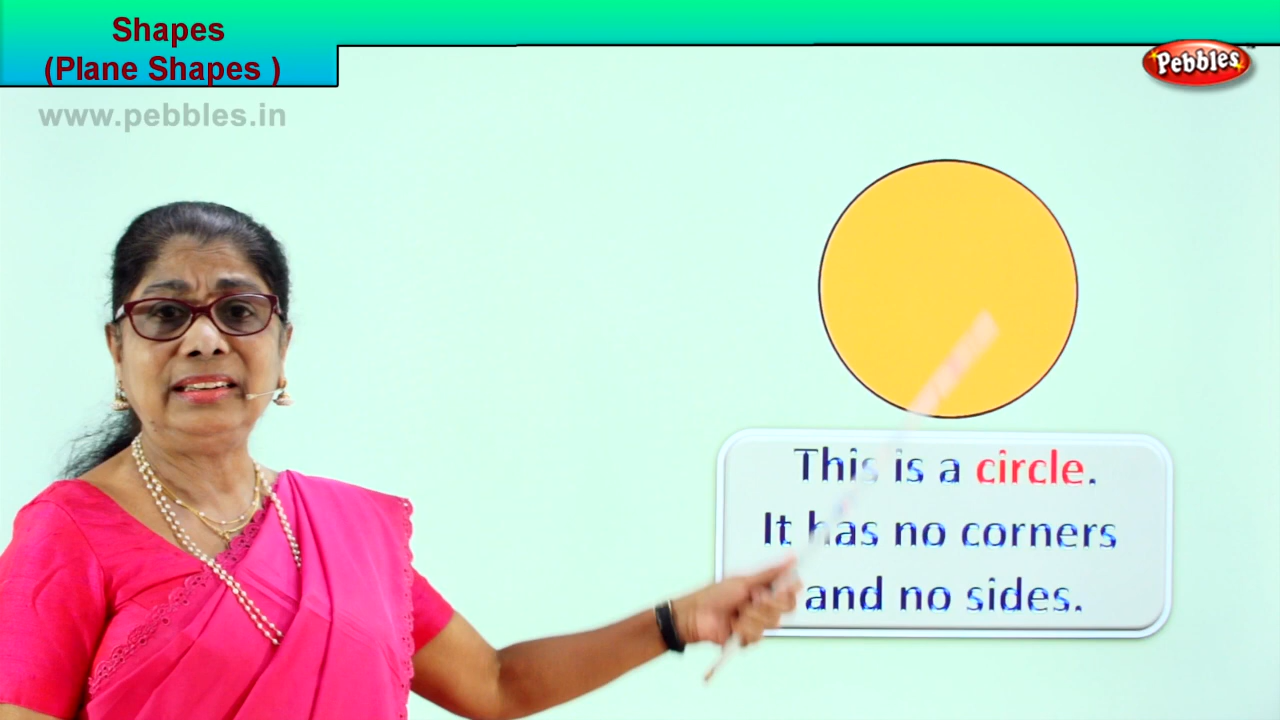 Shapes
(Plane Shapes )
Pebbles
www.pebbles.in
This is a circle.
It has no corners
and no sides.